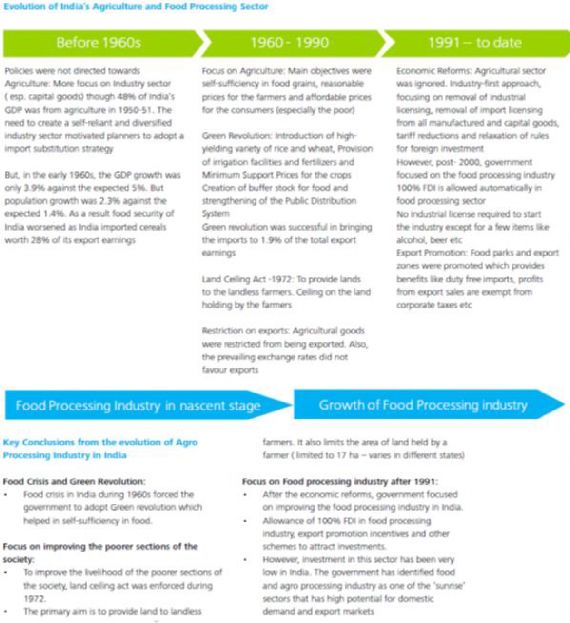 Evolution of India's Agriculture and Food Processing Sector
Before 1960s
Policies were not directed towards
Agriculture: More focus on Industry sector
( esp. capital goods) though 48% of India's
GDP was from agriculture in 1950-51. The
need to create a self-reliant and diversified
industry sector motivated planners to adopt a
import substitution strategy
But, in the early 1960s, the GDP growth was
only 3.9% against the expected 5%. But
population growth was 2.3% against the
expected 1.4%. As a result food security of
India worsened as India imported cereals
worth 28% of its export earnings
1960 - 1990
Focus on Agriculture: Main objectives were
self-sufficiency in food grains, reasonable
prices for the farmers and affordable prices
for the consumers (especially the poor)
Green Revolution: Introduction of high-
yielding variety of rice and wheat, Provision
of irrigation facilities and fertilizers and
Minimum Support Prices for the crops
Creation of buffer stock for food and
strengthening of the Public Distribution
System
Green revolution was successful in bringing
the imports to 1.9% of the total export
earnings
Land Ceiling Act -1972: To provide lands
to the landless farmers. Ceiling on the land
holding by the farmers
Restriction on exports: Agricultural goods
were restricted from being exported. Also,
the prevailing exchange rates did not
favour exports
1991 – to date
Economic Reforms: Agricultural sector
was ignored. Industry-first approach,
focusing on removal of industrial
licensing, removal of import licensing
from all manufactured and capital goods,
tariff reductions and relaxation of rules
for foreign investment
However, post- 2000, government
focused on the food processing industry
100% FDI is allowed automatically in
food processing sector
No industrial license required to start
the industry except for a few items like
alcohol, beer etc
Export Promotion: Food parks and export
zones were promoted which provides
benefits like duty free imports, profits
from export sales are exempt from
corporate taxes etc
Food Processing Industry in nascent stage
Growth of Food Processing industry
Key Conclusions from the evolution of Agro
Processing Industry in India
Food Crisis and Green Revolution:
• Food crisis in India during 1960s forced the
government to adopt Green revolution which
helped in self-sufficiency in food.
Focus on improving the poorer sections of the
society:
• To improve the livelihood of the poorer sections of
the society, land ceiling act was enforced during
1972.
• The primary aim is to provide land to landless
farmers. It also limits the area of land held by a
farmer ( limited to 17 ha – varies in different states)
Focus on Food processing industry after 1991:
• After the economic reforms, government focused
on improving the food processing industry in India.
• Allowance of 100% FDI in food processing
industry, export promotion incentives and other
schemes to attract investments.
• However, investment in this sector has been very
low in India. The government has identified food
and agro processing industry as one of the 'sunrise'
sectors that has high potential for domestic
demand and export markets